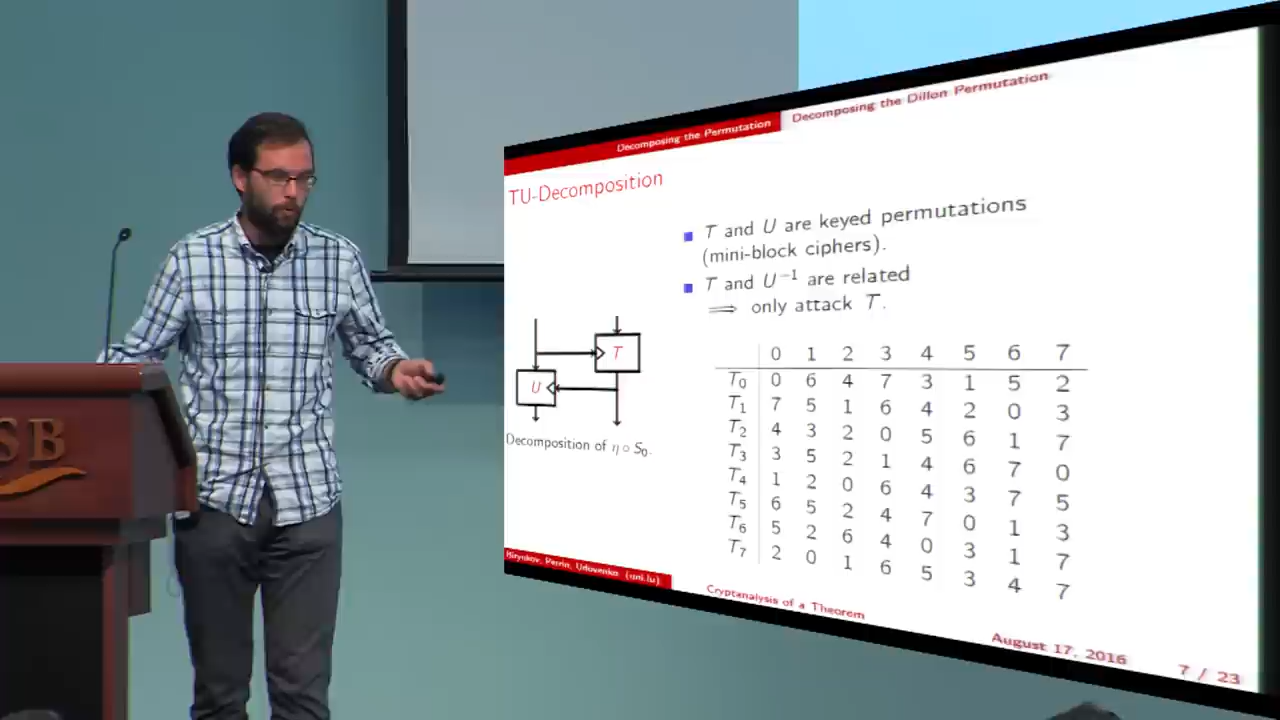 Decomposing the Permutation Decomposing the Dillon Permutation
TU-Decomposition
T and U are keyed permutations
(mini-block ciphers).
T and U⁻¹ are related
⟹ only attack T.
T
U
Decomposition of η ∘ S₀.
0 1 2 3 4 5 6 7
T₀ 0 6 4 7 3 1 5 2
T₁ 7 5 1 6 4 2 0 3
T₂ 4 3 2 0 5 6 1 7
T₃ 3 5 2 1 4 6 7 0
T₄ 1 2 0 6 4 3 7 5
T₅ 6 5 2 4 7 0 1 3
T₆ 5 2 6 4 0 3 1 7
T₇ 2 0 1 6 5 3 4 7
Biryukov, Perrin, Udovenko (uni.lu)
Cryptanalysis of a Theorem
August 17, 2016
7 / 23
SB